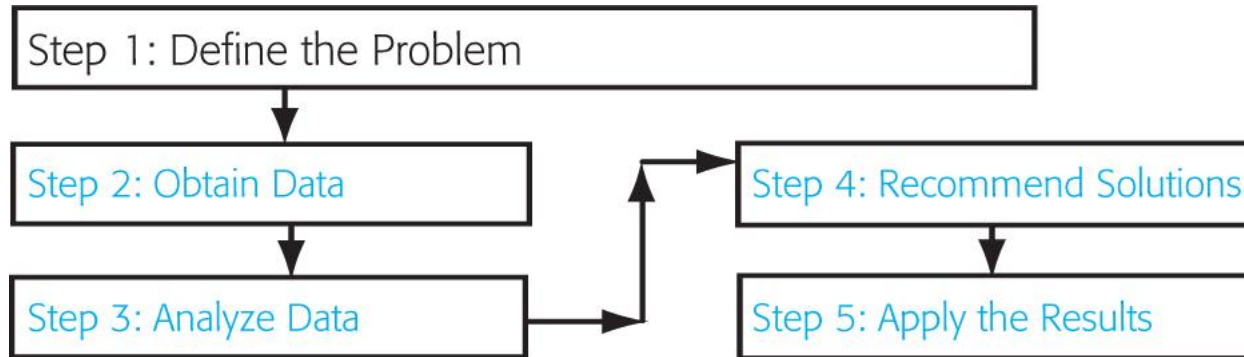 Step 1: Define the Problem
Step 2: Obtain Data
Step 3: Analyze Data
Step 4: Recommend Solutions
Step 5: Apply the Results